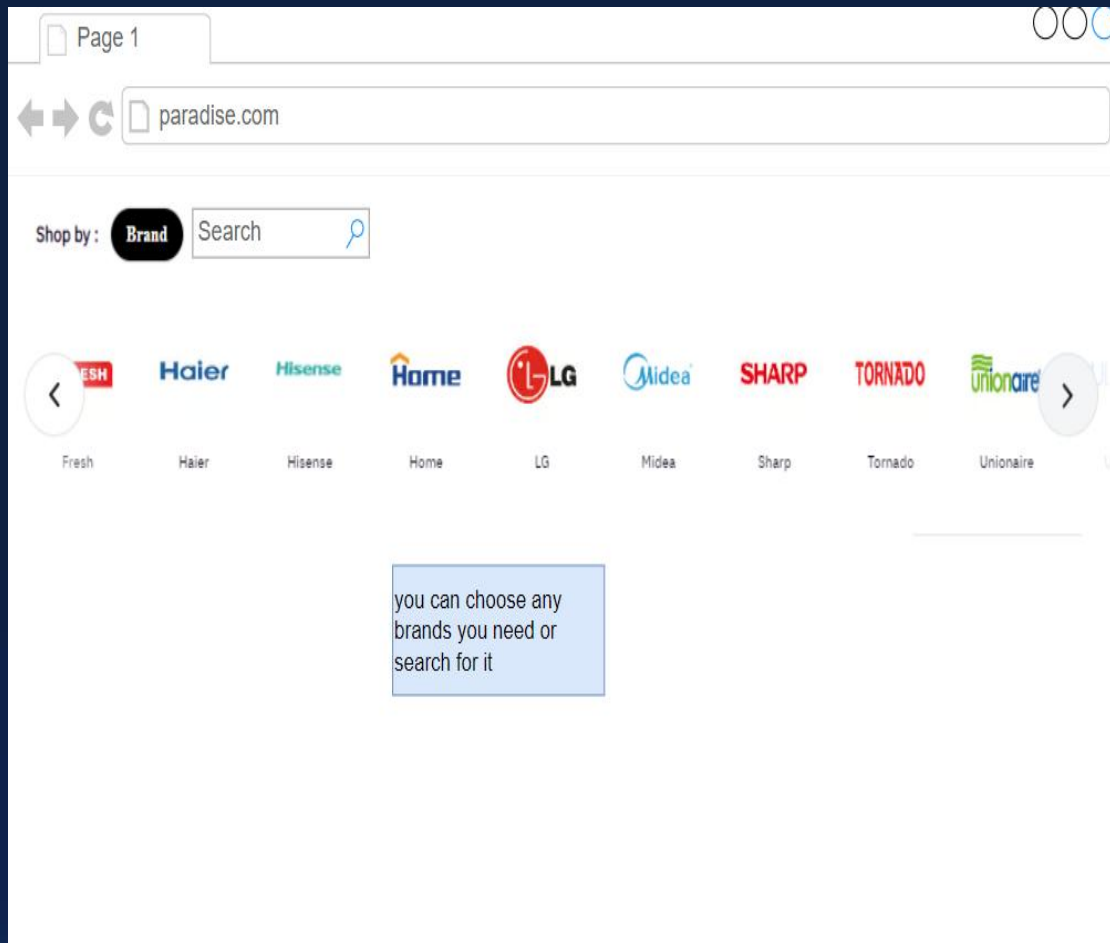 Page 1
paradise.com
Shop by : Brand Search
ESH Haier Hisense Home LG Midea SHARP TORNADO unionaire
Fresh Haier Hisense Home LG Midea Sharp Tornado Unionaire
you can choose any
brands you need or
search for it